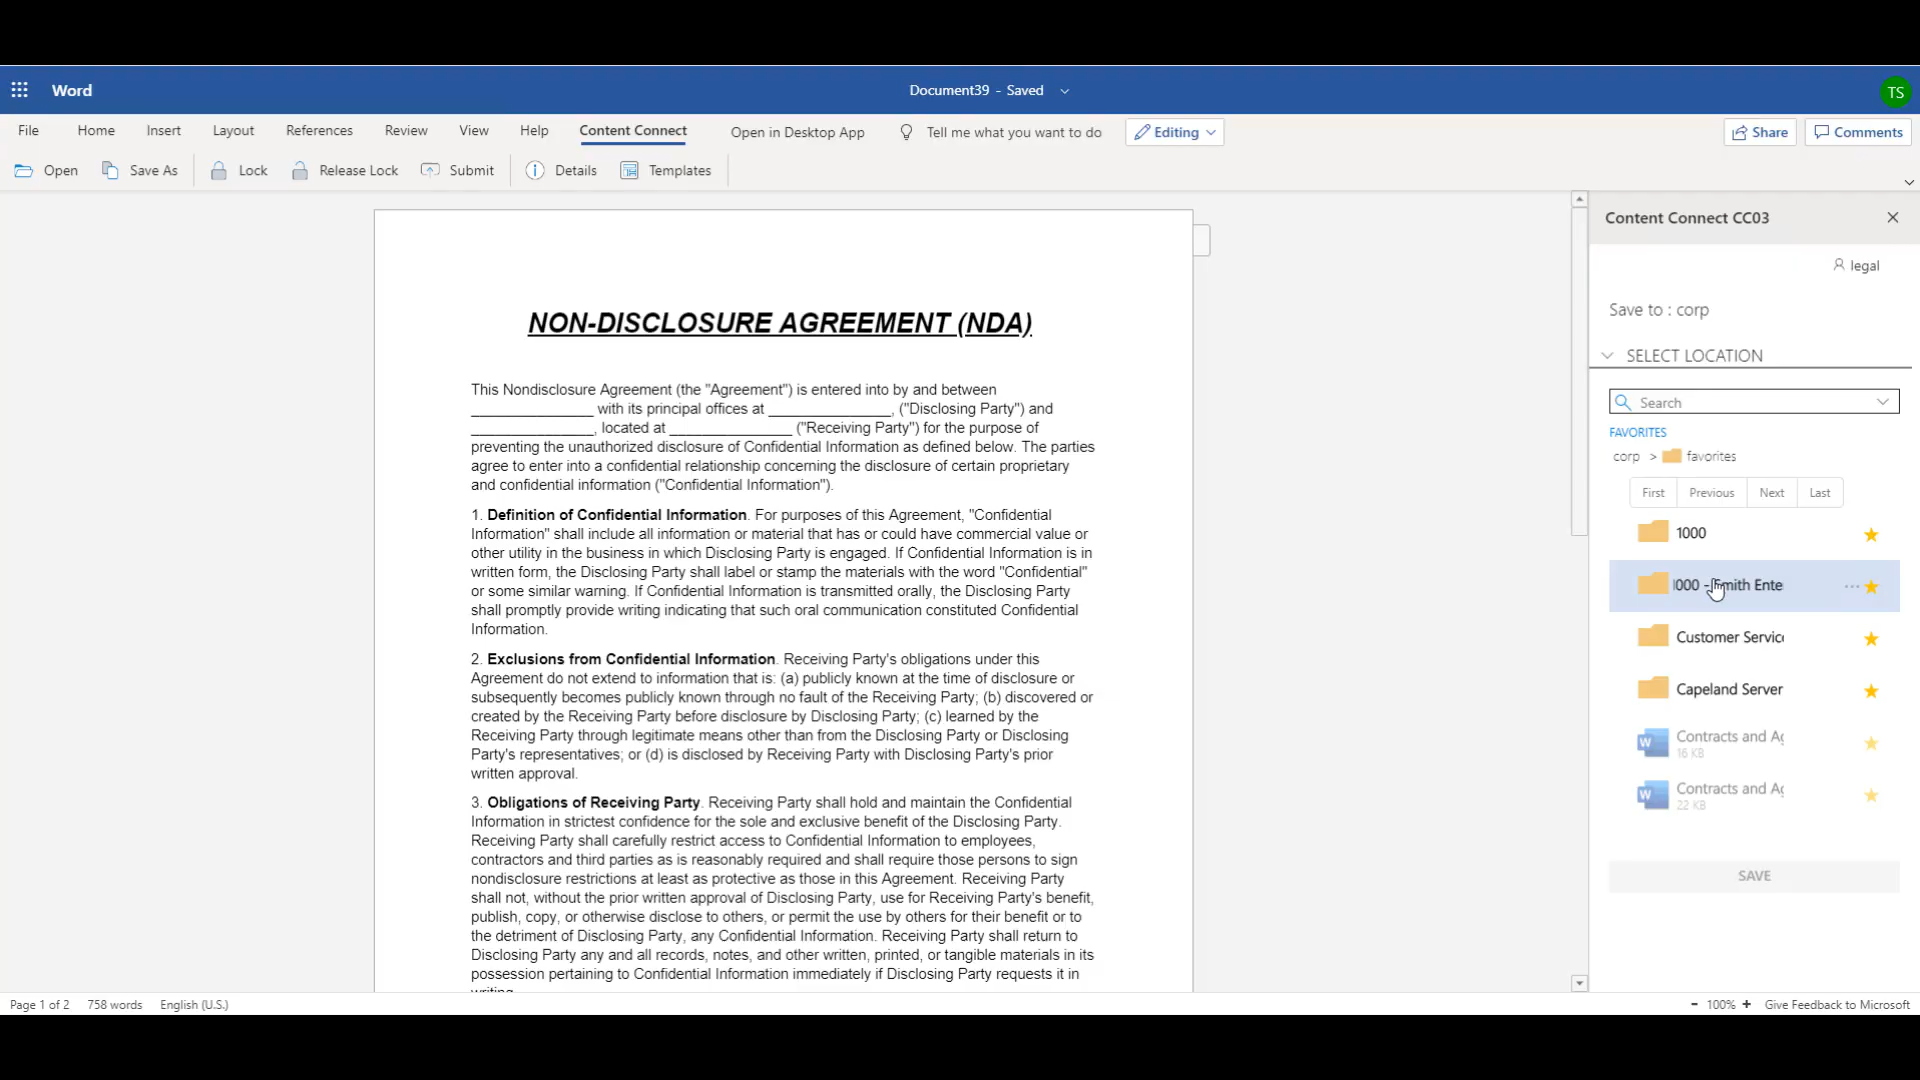 Word
Document39 - Saved
TS
File Home Insert Layout References Review View Help Content Connect Open in Desktop App Tell me what you want to do Editing Share Comments
Open Save As Lock Release Lock Submit Details Templates
Content Connect CC03
legal
Save to : corp
SELECT LOCATION
Search
FAVORITES
corp > favorites
First Previous Next Last
1000
000 - Smith Ente
Customer Servic
Capeland Server
Contracts and Ag
16 KB
Contracts and Ag
22 KB
SAVE
NON-DISCLOSURE AGREEMENT (NDA)
This Nondisclosure Agreement (the "Agreement") is entered into by and between
_______________ with its principal offices at _______________, ("Disclosing Party") and
_______________, located at _______________ ("Receiving Party") for the purpose of
preventing the unauthorized disclosure of Confidential Information as defined below. The parties
agree to enter into a confidential relationship concerning the disclosure of certain proprietary
and confidential information ("Confidential Information").
1. Definition of Confidential Information. For purposes of this Agreement, "Confidential
Information" shall include all information or material that has or could have commercial value or
other utility in the business in which Disclosing Party is engaged. If Confidential Information is in
written form, the Disclosing Party shall label or stamp the materials with the word "Confidential"
or some similar warning. If Confidential Information is transmitted orally, the Disclosing Party
shall promptly provide writing indicating that such oral communication constituted Confidential
Information.
2. Exclusions from Confidential Information. Receiving Party's obligations under this
Agreement do not extend to information that is: (a) publicly known at the time of disclosure or
subsequently becomes publicly known through no fault of the Receiving Party; (b) discovered or
created by the Receiving Party before disclosure by Disclosing Party; (c) learned by the
Receiving Party through legitimate means other than from the Disclosing Party or Disclosing
Party's representatives; or (d) is disclosed by Receiving Party with Disclosing Party's prior
written approval.
3. Obligations of Receiving Party. Receiving Party shall hold and maintain the Confidential
Information in strictest confidence for the sole and exclusive benefit of the Disclosing Party.
Receiving Party shall carefully restrict access to Confidential Information to employees,
contractors and third parties as is reasonably required and shall require those persons to sign
nondisclosure restrictions at least as protective as those in this Agreement. Receiving Party
shall not, without the prior written approval of Disclosing Party, use for Receiving Party's benefit,
publish, copy, or otherwise disclose to others, or permit the use by others for their benefit or to
the detriment of Disclosing Party, any Confidential Information. Receiving Party shall return to
Disclosing Party any and all records, notes, and other written, printed, or tangible materials in its
possession pertaining to Confidential Information immediately if Disclosing Party requests it in
writing.
Page 1 of 2 758 words English (U.S.) - 100% + Give Feedback to Microsoft